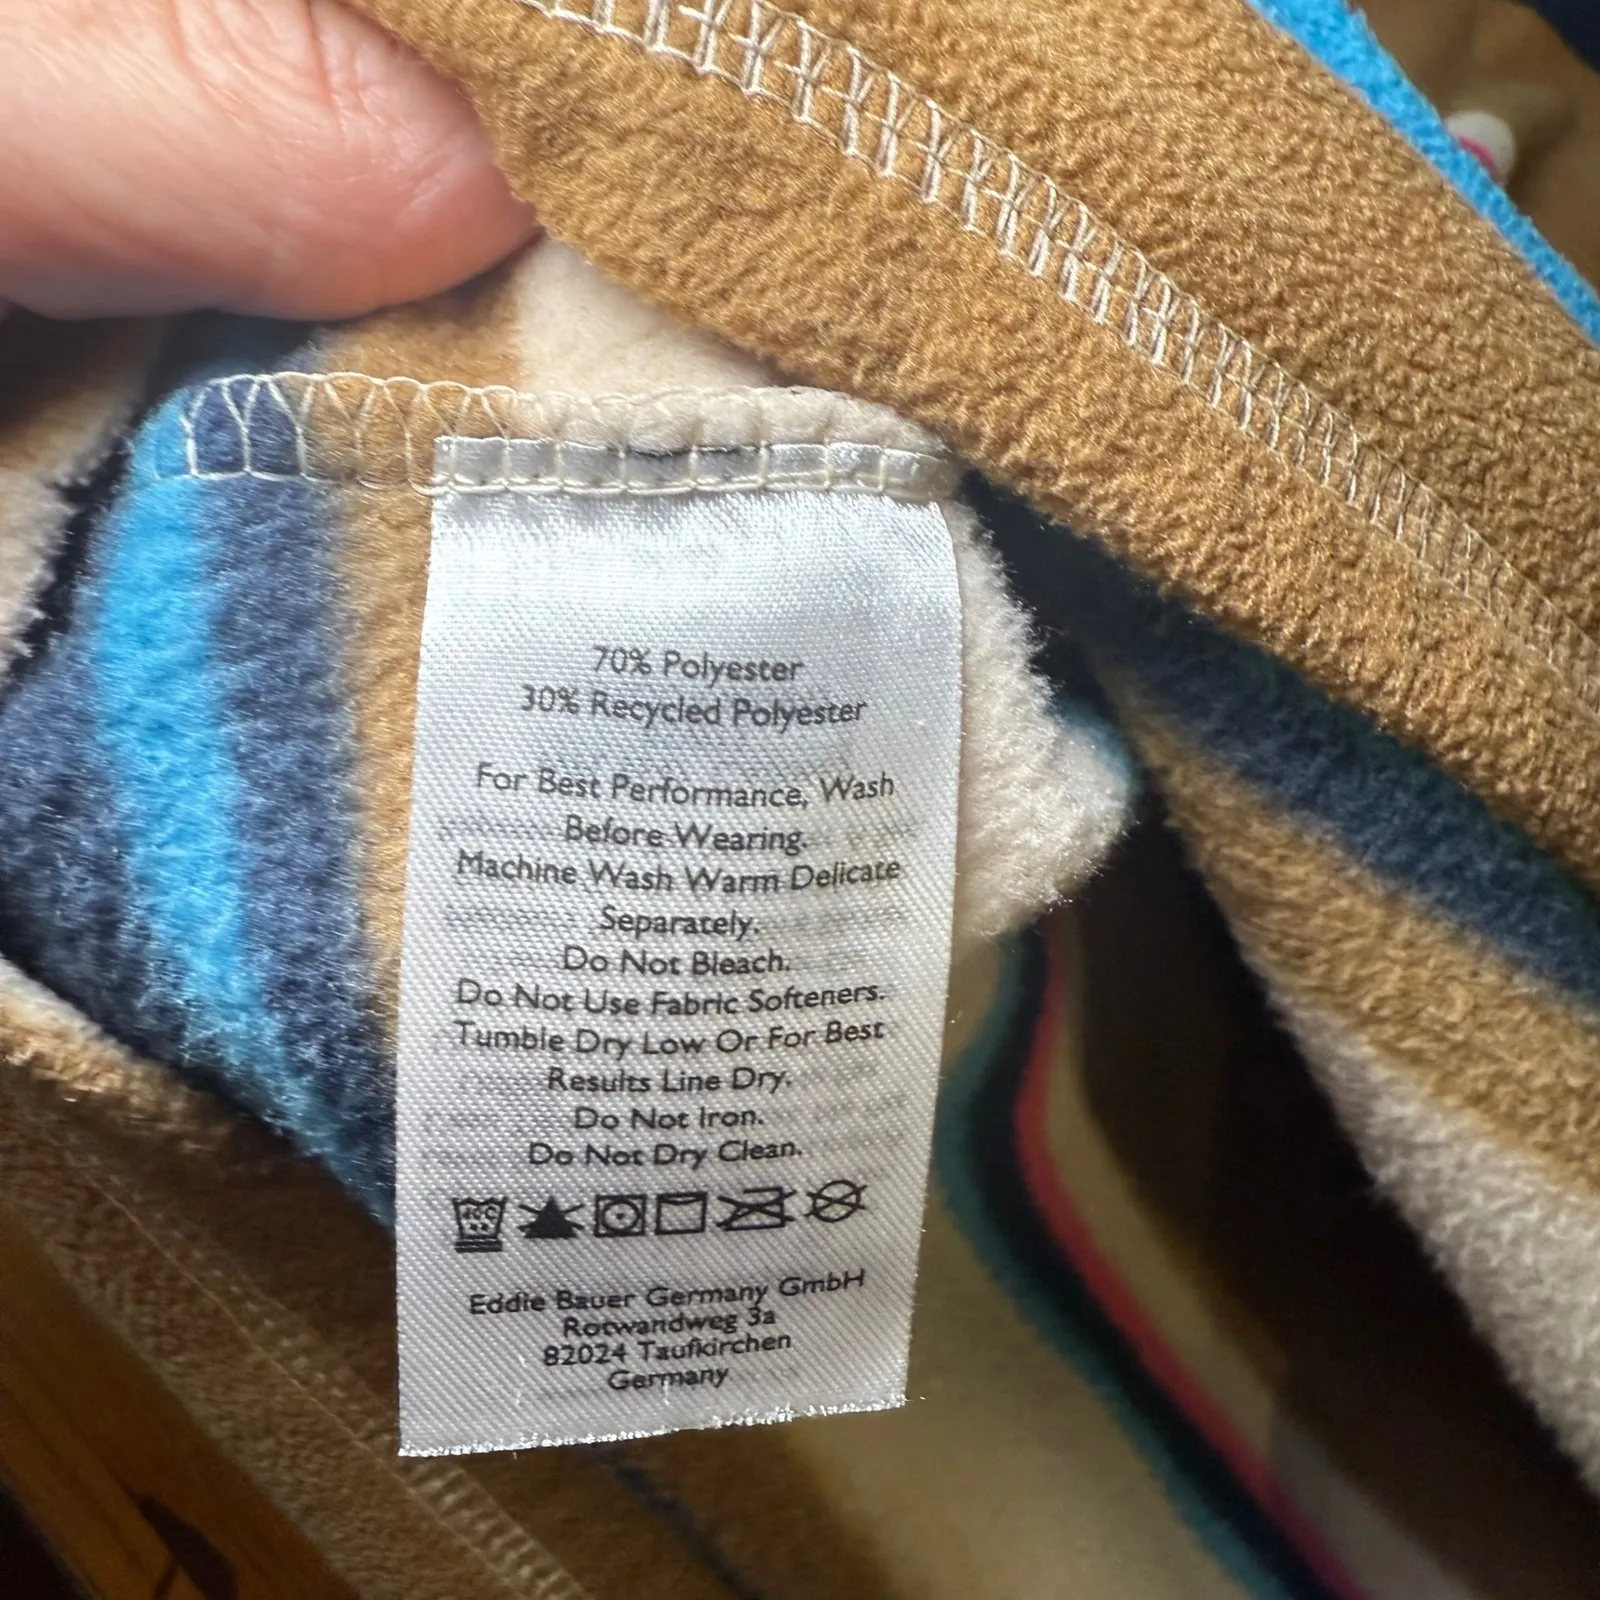 70% Polyester
30% Recycled Polyester
For Best Performance, Wash
Before Wearing.
Machine Wash Warm Delicate
Separately.
Do Not Bleach.
Do Not Use Fabric Softeners.
Tumble Dry Low Or For Best
Results Line Dry.
Do Not Iron.
Do Not Dry Clean.
40C
Eddie Bauer Germany GmbH
Rotwandweg 3a
82024 Taufkirchen
Germany